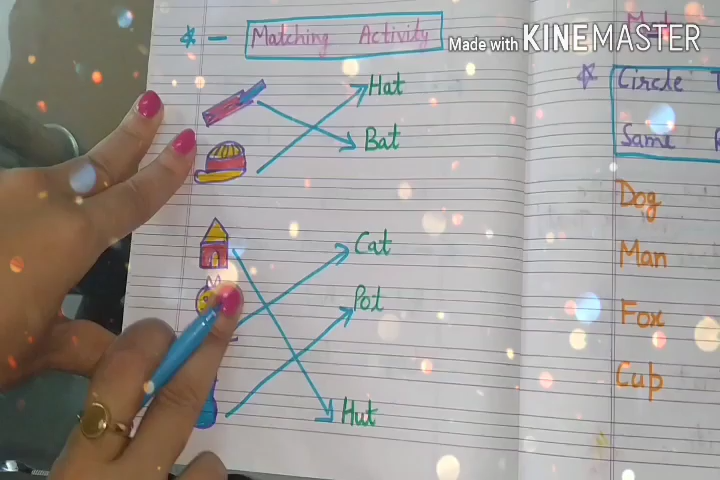 * - Matching Activity
Made with KINEMASTER
Hat
Bat
Cat
Pot
Hut
Circle
Same
Dog
Man
Fox
Cup